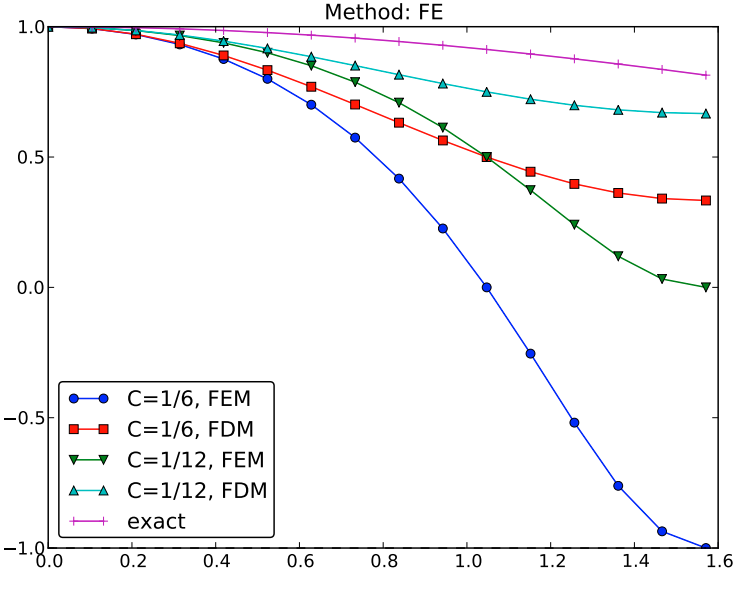 Method: FE
1.0
0.5
0.0
−0.5
−1.0
C=1/6, FEM
C=1/6, FDM
C=1/12, FEM
C=1/12, FDM
exact
0.0 0.2 0.4 0.6 0.8 1.0 1.2 1.4 1.6